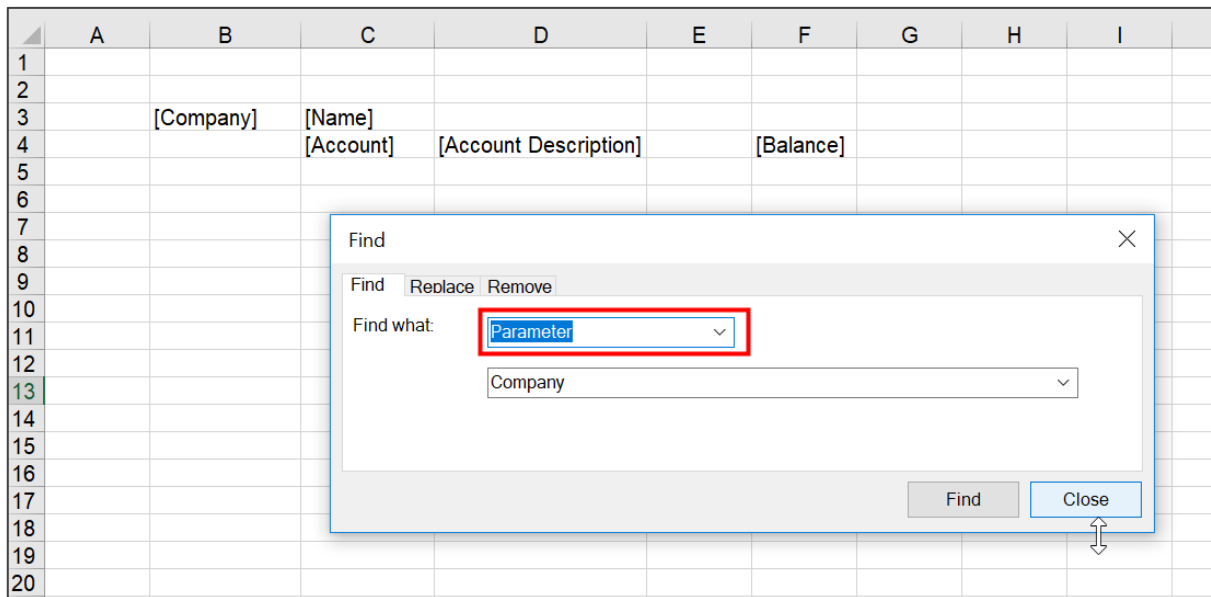 A B C D E F G H I
1
2
3 [Company] [Name]
4 [Account] [Account Description] [Balance]
5
6
7
8
9
10
11
12
13
14
15
16
17
18
19
20
Find
Find Replace Remove
Find what: Parameter
Company
Find Close